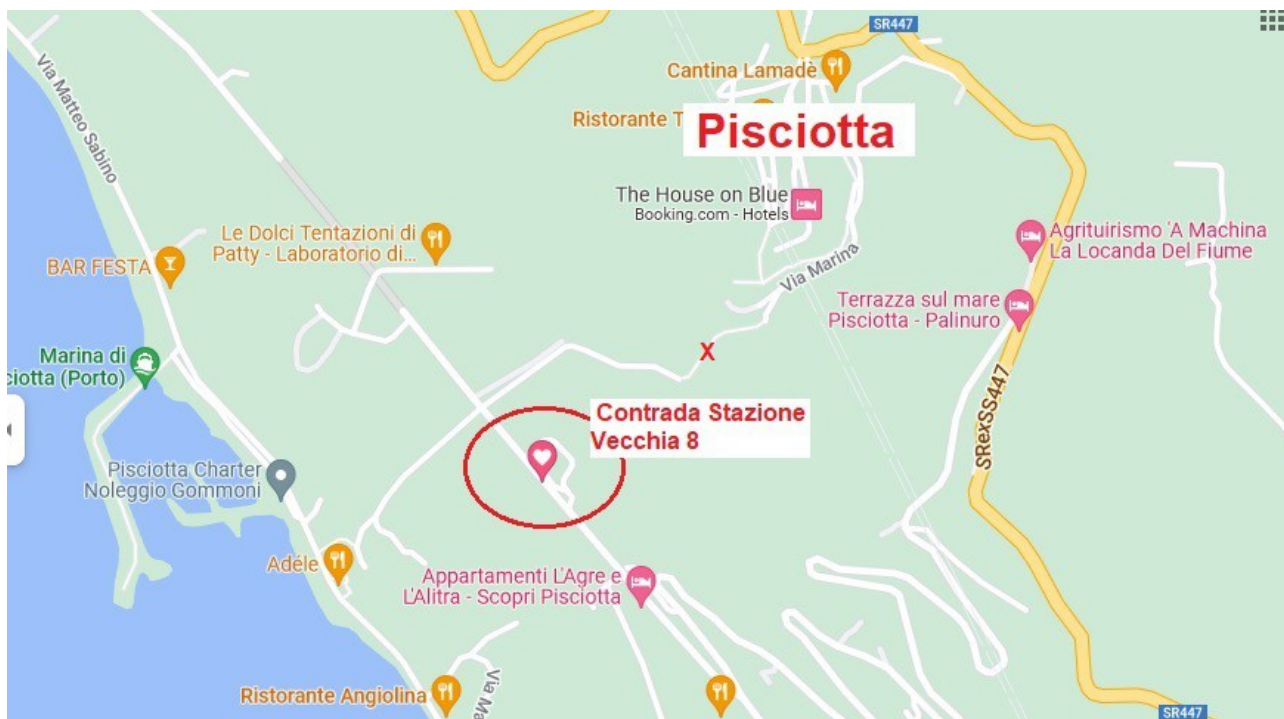 SR447
Cantina Lamadè
Ristorante T
Pisciotta
Via Matteo Sabino
The House on Blue
Booking.com - Hotels
Le Dolci Tentazioni di
Patty - Laboratorio di...
BAR FESTA
Via Marina
Agrituirismo 'A Machina
La Locanda Del Fiume
Terrazza sul mare
Pisciotta - Palinuro
Marina di
ciotta (Porto)
X
SRexSS447
Contrada Stazione
Vecchia 8
Pisciotta Charter
Noleggio Gommoni
Adéle
Appartamenti L'Agre e
L'Alitra - Scopri Pisciotta
Ristorante Angiolina
Via Ma
SR447